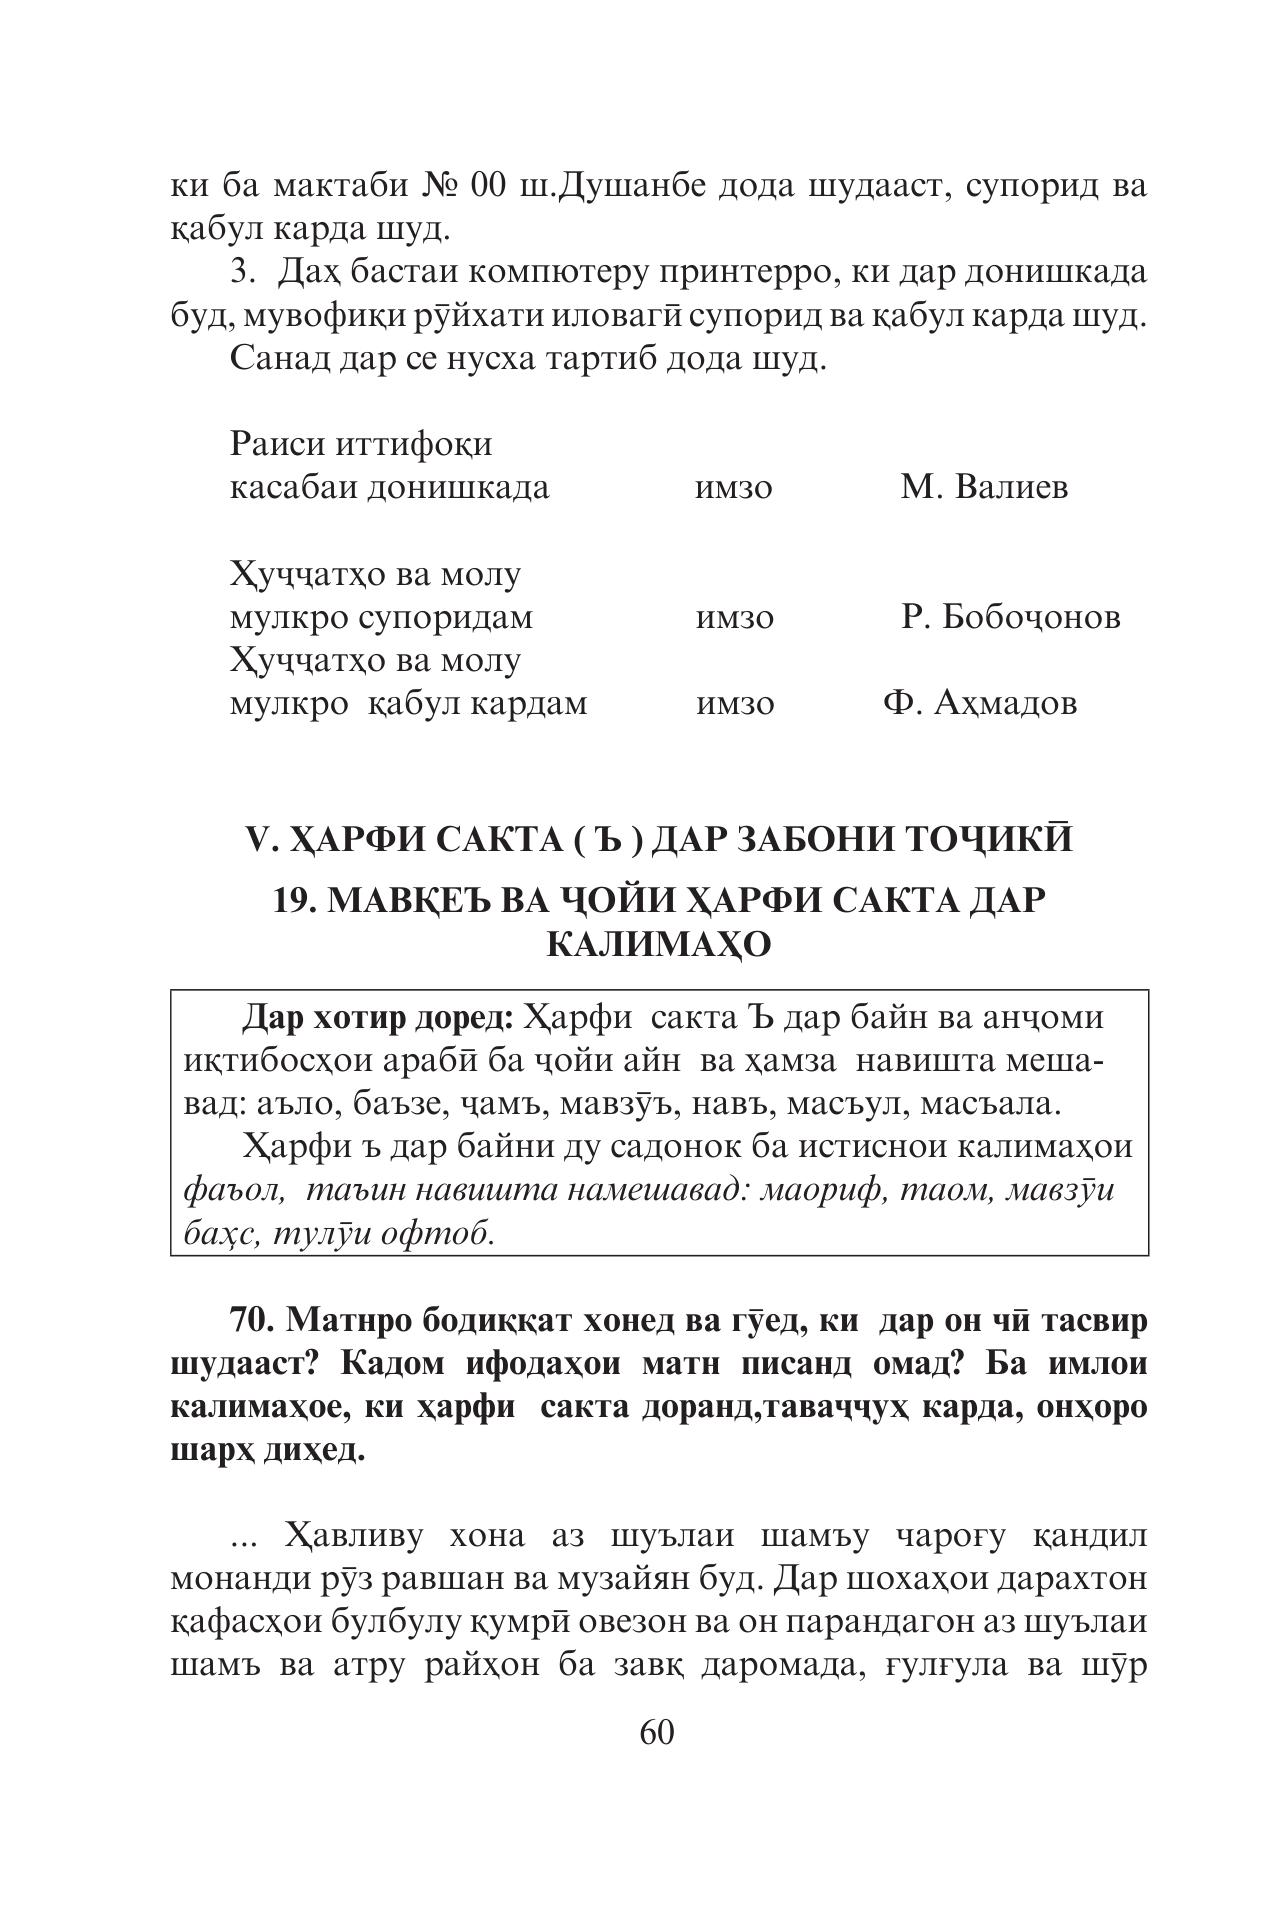 ки ба мактаби № 00 ш.Душанбе дода шудааст, супорид ва
қабул карда шуд.
3. Даҳ бастаи компютеру принтерро, ки дар донишкада
буд, мувофиқи рӯйхати иловагӣ супорид ва қабул карда шуд.
Санад дар се нусха тартиб дода шуд.
Раиси иттифоқи
касабаи донишкада имзо М. Валиев
Ҳуҷҷатҳо ва молу
мулкро супоридам имзо Р. Бобоҷонов
Ҳуҷҷатҳо ва молу
мулкро қабул кардам имзо Ф. Аҳмадов
V. ҲАРФИ САКТА ( Ъ ) ДАР ЗАБОНИ ТОҶИКӢ
19. МАВҚЕЪ ВА ҶОЙИ ҲАРФИ САКТА ДАР
КАЛИМАҲО
Дар хотир доред: Ҳарфи сакта Ъ дар байн ва анҷоми
иқтибосҳои арабӣ ба ҷойи айн ва ҳамза навишта меша-
вад: аъло, баъзе, ҷамъ, мавзӯъ, навъ, масъул, масъала.
Ҳарфи ъ дар байни ду садонок ба истиснои калимаҳои
фаъол, таъин навишта намешавад: маориф, таом, мавзӯи
баҳс, тулӯи офтоб.
70. Матнро бодиққат хонед ва гӯед, ки дар он чӣ тасвир
шудааст? Кадом ифодаҳои матн писанд омад? Ба имлои
калимаҳое, ки ҳарфи сакта доранд,таваҷҷуҳ карда, онҳоро
шарҳ диҳед.
... Ҳавливу хона аз шуълаи шамъу чароғу қандил
монанди рӯз равшан ва музайян буд. Дар шохаҳои дарахтон
қафасҳои булбулу қумрӣ овезон ва он парандагон аз шуълаи
шамъ ва атру райҳон ба завқ даромада, ғулғула ва шӯр
60